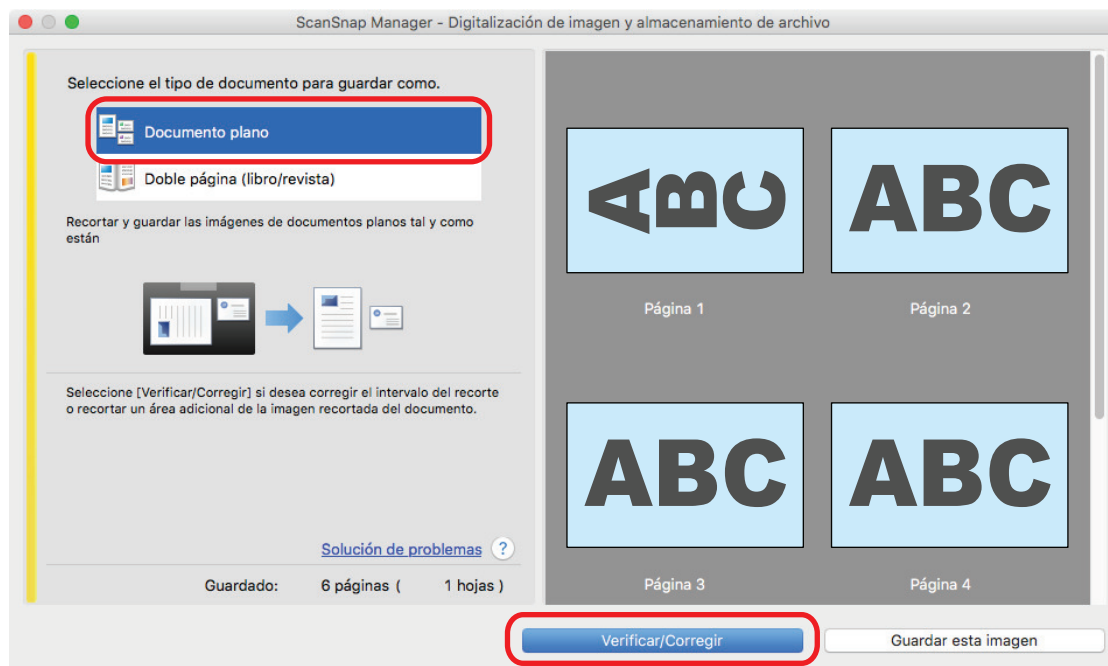 ScanSnap Manager - Digitalización de imagen y almacenamiento de archivo
Seleccione el tipo de documento para guardar como.
Documento plano
Doble página (libro/revista)
Recortar y guardar las imágenes de documentos planos tal y como
están
Seleccione [Verificar/Corregir] si desea corregir el intervalo del recorte
o recortar un área adicional de la imagen recortada del documento.
Solución de problemas ?
Guardado: 6 páginas ( 1 hojas )
ABC ABC
Página 1 Página 2
ABC ABC
Página 3 Página 4
Verificar/Corregir Guardar esta imagen